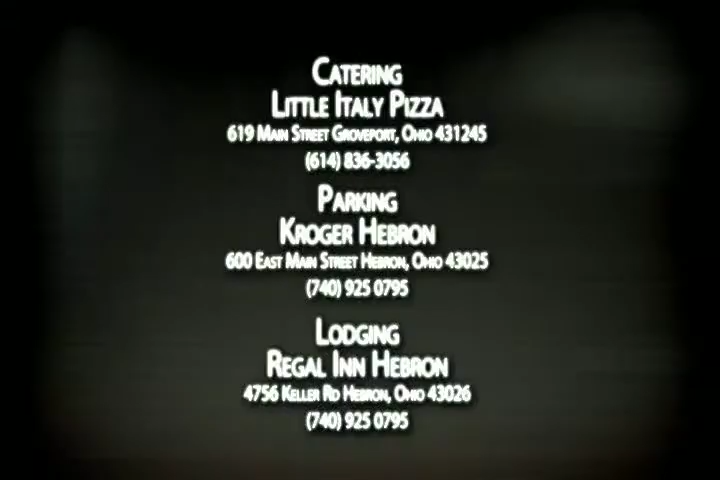 Catering
Little Italy Pizza
619 Main Street Groveport, Ohio 431245
(614) 836-3056
Parking
Kroger Hebron
600 East Main Street Hebron, Ohio 43025
(740) 925 0795
Lodging
Regal Inn Hebron
4756 Keller Rd Hebron, Ohio 43026
(740) 925 0795